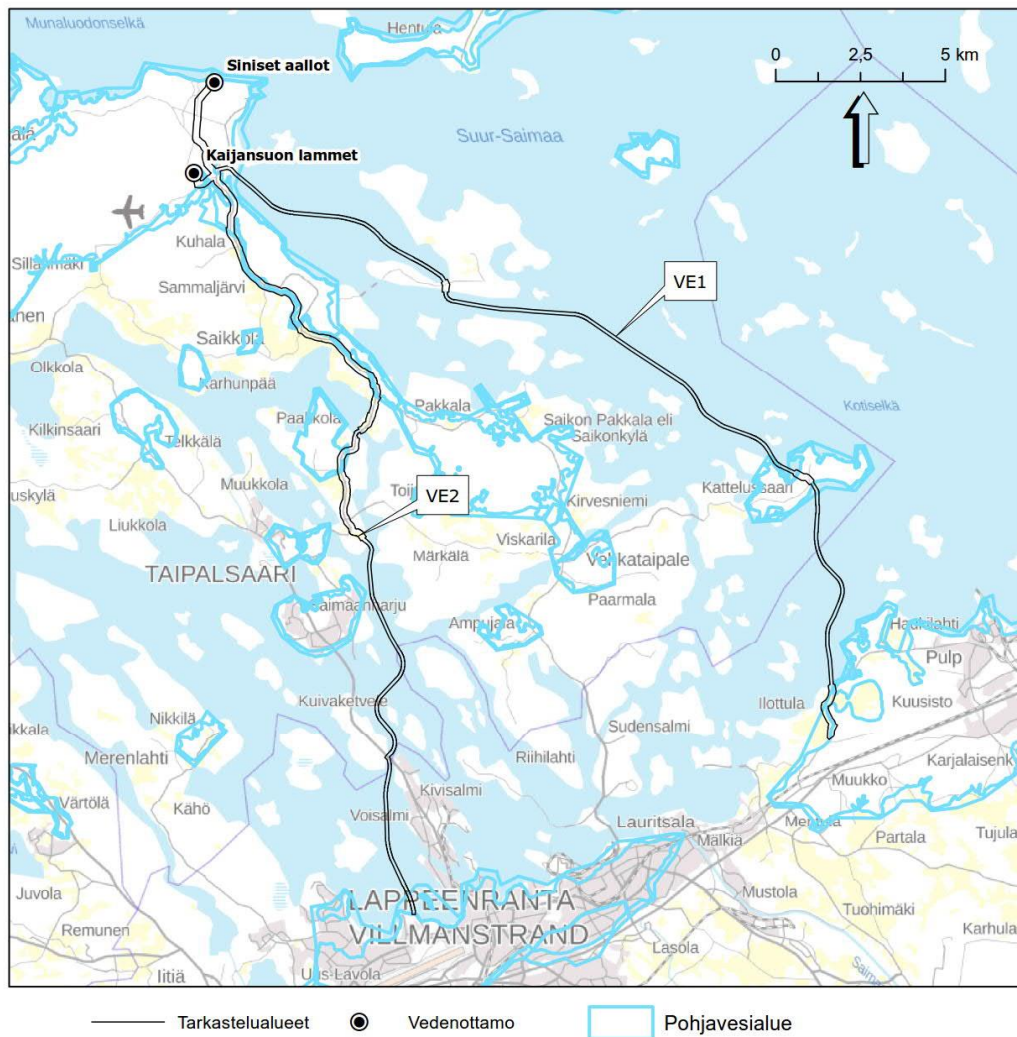 Munaluodonselkä
Hentula
Siniset aallot
0 2,5 5 km
Suur-Saimaa
Kaijansuon lammet
Kuhala
Sillanmäki
Sammaljärvi
VE1
Saikkola
Olkkola
Karhunpää
Kotiselkä
Pakkala
Saikon Pakkala eli
Saikonkylä
Kilkinsaari
Telkkälä
Kattelussaari
Muukkola
VE2
Kirvesniemi
Liukkola
Viskarila
Märkälä
TAIPALSAARI
Paarmala
Saimaanharju
Ampujala
Pulp
Kuivaketvele
Ilottula
Kuusisto
Nikkilä
Sudensalmi
Merenlahti
Riihilahti
Karjalaisenk
Muukko
Värtölä
Kähö
Kivisalmi
Voisalmi
Lauritsala
Mälkiä
Partala
Tujula
Juvola
LAPPEENRANTA
VILLMANSTRAND
Mustola
Tuohimäki
Remunen
Karhula
Lasola
Iitiä
Uus-Lavola
Tarkastelualueet
Vedenottamo
Pohjavesialue